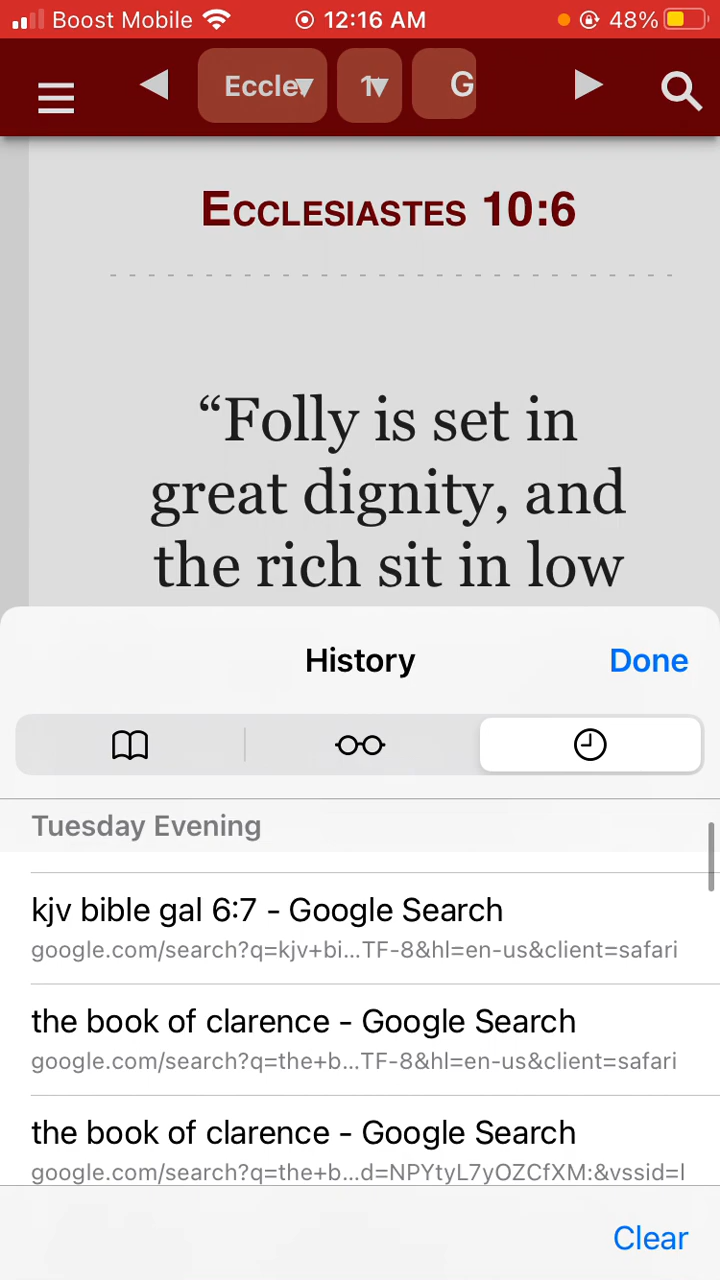 Boost Mobile 12:16 AM 48%
Eccle 1 G
Ecclesiastes 10:6
“Folly is set in
great dignity, and
the rich sit in low
History Done
Tuesday Evening
kjv bible gal 6:7 - Google Search
google.com/search?q=kjv+bi...TF-8&hl=en-us&client=safari
the book of clarence - Google Search
google.com/search?q=the+b...TF-8&hl=en-us&client=safari
the book of clarence - Google Search
google.com/search?q=the+b...d=NPYtyL7yOZCfXM:&vssid=l
Clear